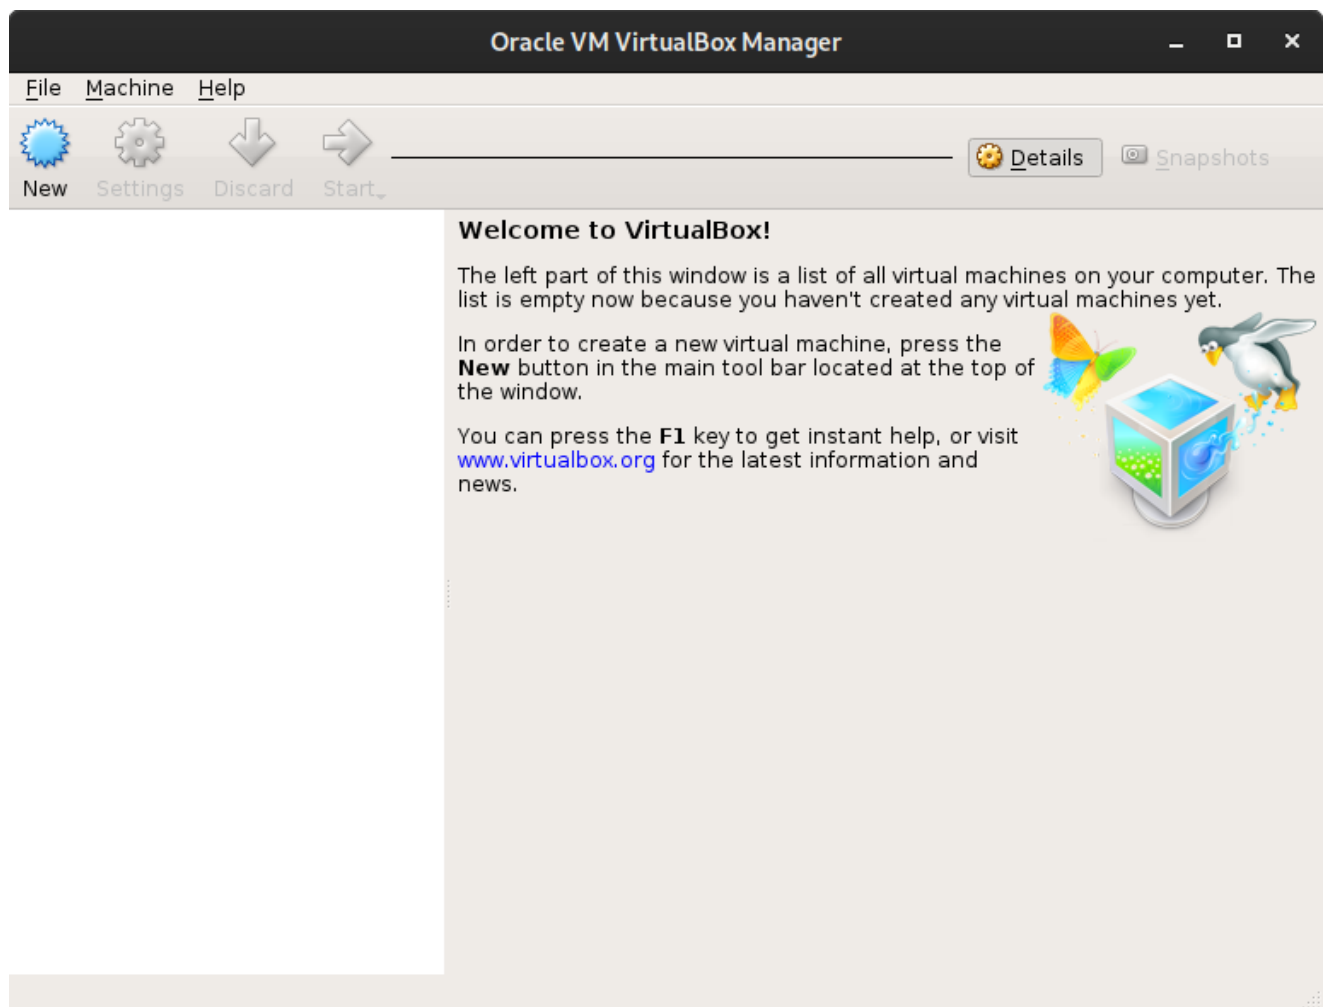 Oracle VM VirtualBox Manager
File Machine Help
New Settings Discard Start Details Snapshots
Welcome to VirtualBox!
The left part of this window is a list of all virtual machines on your computer. The
list is empty now because you haven't created any virtual machines yet.
In order to create a new virtual machine, press the
New button in the main tool bar located at the top of
the window.
You can press the F1 key to get instant help, or visit
www.virtualbox.org for the latest information and
news.